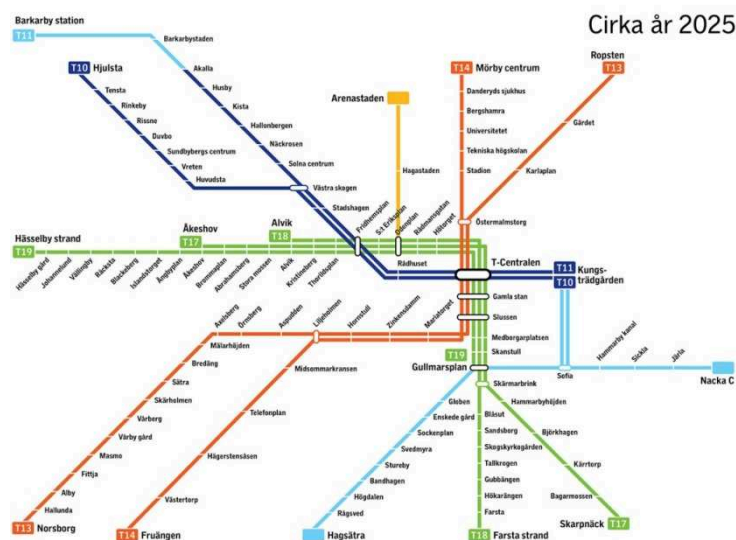 Cirka år 2025
Barkarby station
T11
Barkarbystaden
T10 Hjulsta
Akalla
Husby
Kista
Hallonbergen
Näckrosen
Solna centrum
Västra skogen
Stadshagen
Tensta
Rinkeby
Rissne
Duvbo
Sundbybergs centrum
Vreten
Huvudsta
Arenastaden
Hagastaden
T14 Mörby centrum
Danderyds sjukhus
Bergshamra
Universitetet
Tekniska högskolan
Stadion
Ropsten
T13
Gärdet
Karlaplan
Östermalmstorg
Hässelby strand
T19
Åkeshov
T17
Alvik
T18
Hässelby gård
Johannelund
Vällingby
Råcksta
Blackeberg
Islandstorget
Ängbyplan
Åkeshov
Brommaplan
Abrahamsberg
Stora mossen
Alvik
Kristineberg
Thorildsplan
Fridhemsplan
S:t Eriksplan
Odenplan
Rådmansgatan
Hötorget
Rådhuset
T-Centralen
T11
T10
Kungs-
trädgården
Gamla stan
Slussen
Medborgarplatsen
Skanstull
T19
Gullmarsplan
Skärmarbrink
Axelsberg
Örnsberg
Aspudden
Liljeholmen
Hornstull
Zinkensdamm
Mariatorget
Mälarhöjden
Bredäng
Sätra
Skärholmen
Vårberg
Vårby gård
Masmo
Fittja
Alby
Hallunda
T13 Norsborg
Midsommarkransen
Telefonplan
Hägerstensåsen
Västertorp
T14 Fruängen
Globen
Enskede gård
Sockenplan
Svedmyra
Stureby
Bandhagen
Högdalen
Rågsved
Hagsätra
Blåsut
Sandsborg
Skogskyrkogården
Tallkrogen
Gubbängen
Hökarängen
Farsta
T18 Farsta strand
Hammarbyhöjden
Björkhagen
Kärrtorp
Bagarmossen
Skarpnäck T17
Sofia
Hammarby kanal
Sickla
Järla
Nacka C